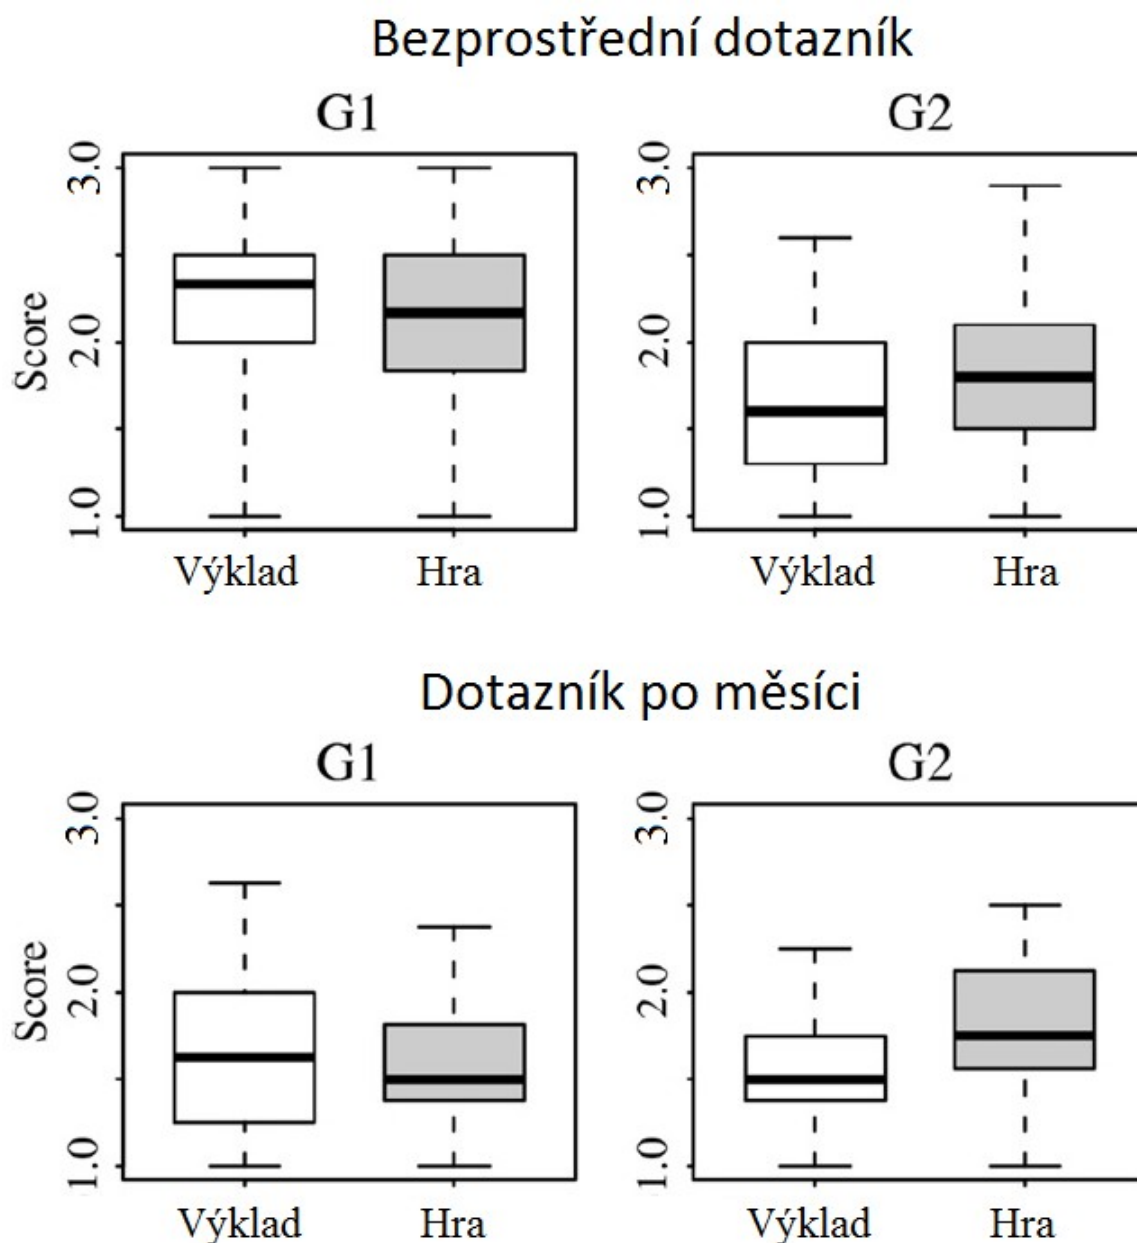 Bezprostřední dotazník
G1 G2
Score
3.0 2.0 1.0
3.0 2.0 1.0
Výklad Hra Výklad Hra
Dotazník po měsíci
G1 G2
Score
3.0 2.0 1.0
3.0 2.0 1.0
Výklad Hra Výklad Hra